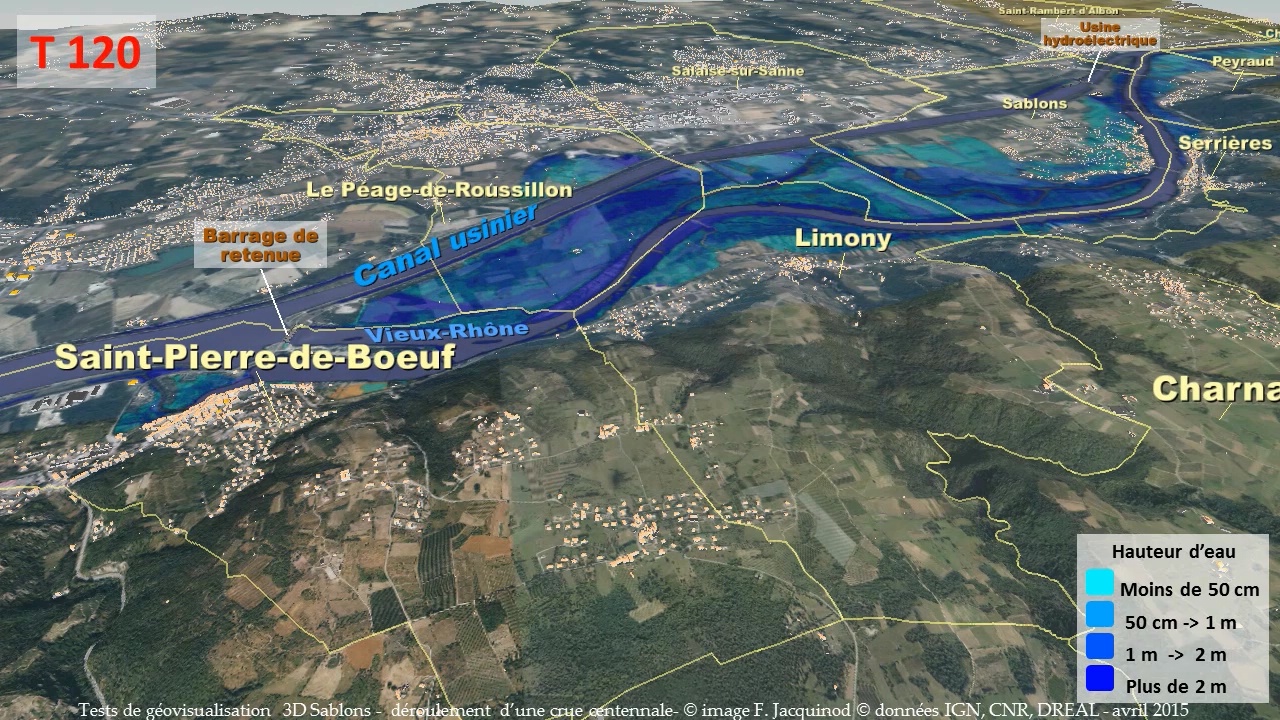 T 120
Saint-Rambert d'Albon
Usine
hydroélectrique
Ch
Peyraud
Salaise-sur-Sanne
Sablons
Serrières
Le Péage-de-Roussillon
Canal usinier
Barrage de
retenue
Limony
Vieux-Rhône
Saint-Pierre-de-Boeuf
Charna
Hauteur d'eau
Moins de 50 cm
50 cm -> 1 m
1 m -> 2 m
Plus de 2 m
Tests de géovisualisation 3D Sablons - déroulement d'une crue centennale- © image F. Jacquinod © données IGN, CNR, DREAL - avril 2015